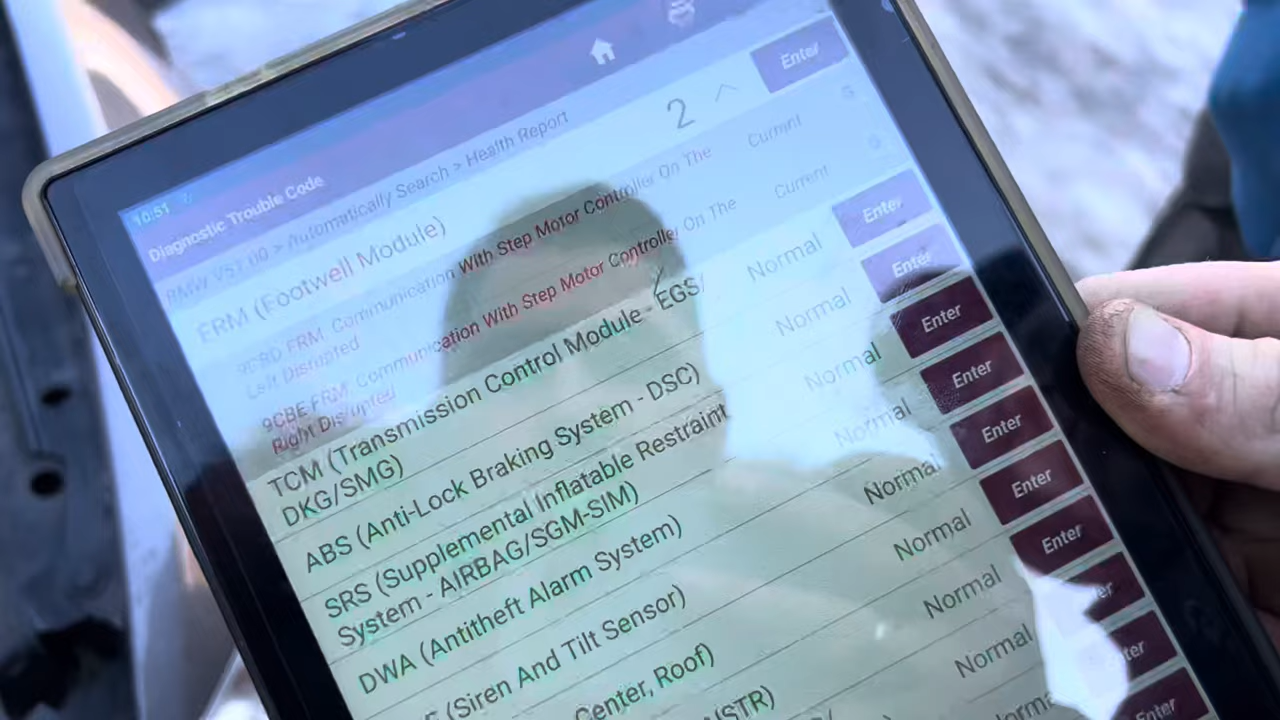 10:51
Diagnostic Trouble Code
BMW V51.10 > Automatically Search > Health Report
FRM (Footwell Module) 2 Enter
9CBD FRM, Communication With Step Motor Controller On The Current
Left Disrupted
9CBE FRM, Communication With Step Motor Controller On The Current
Right Disrupted
TCM (Transmission Control Module - EGS/ Normal Enter
DKG/SMG)
ABS (Anti-Lock Braking System - DSC) Normal Enter
SRS (Supplemental Inflatable Restraint Normal Enter
System - AIRBAG/SGM-SIM)
DWA (Antitheft Alarm System) Normal Enter
(Siren And Tilt Sensor) Normal Enter
Center, Roof) Normal Enter
Normal Enter
Normal
Enter